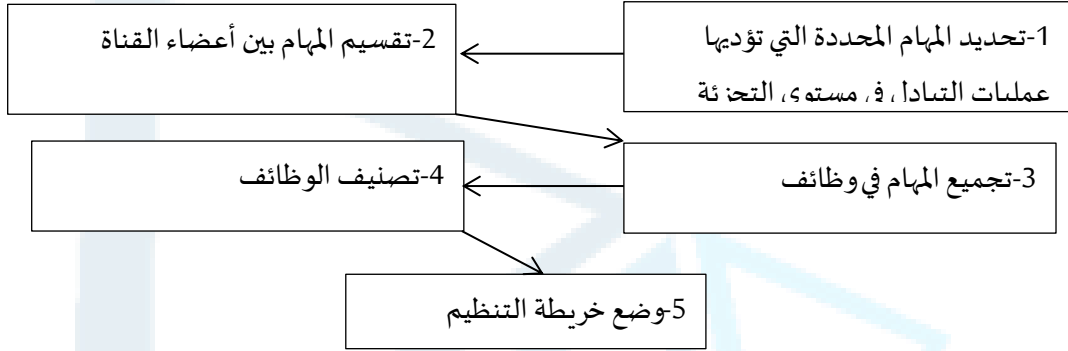 1-تحديد المهام المحددة التي تؤديها
عمليات التبادل في مستوى التجزئة
2-تقسيم المهام بين أعضاء القناة
3-تجميع المهام في وظائف
4-تصنيف الوظائف
5-وضع خريطة التنظيم